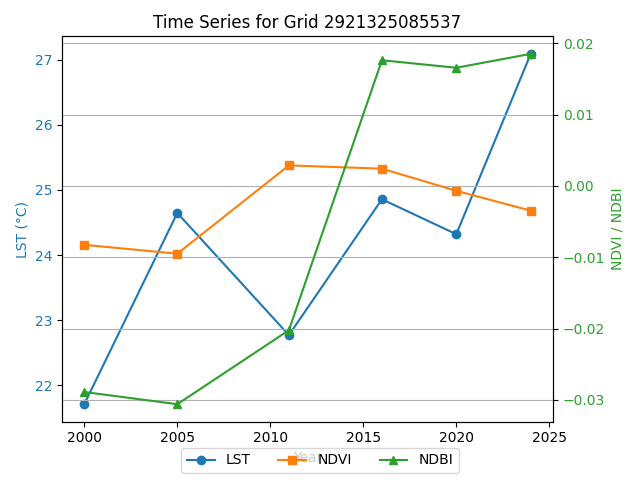 Time Series for Grid 2921325085537
LST (°C)
27
26
25
24
23
22
0.02
0.01
0.00
−0.01
−0.02
−0.03
NDVI / NDBI
2000
2005
2010
2015
2020
2025
Year
LST
NDVI
NDBI